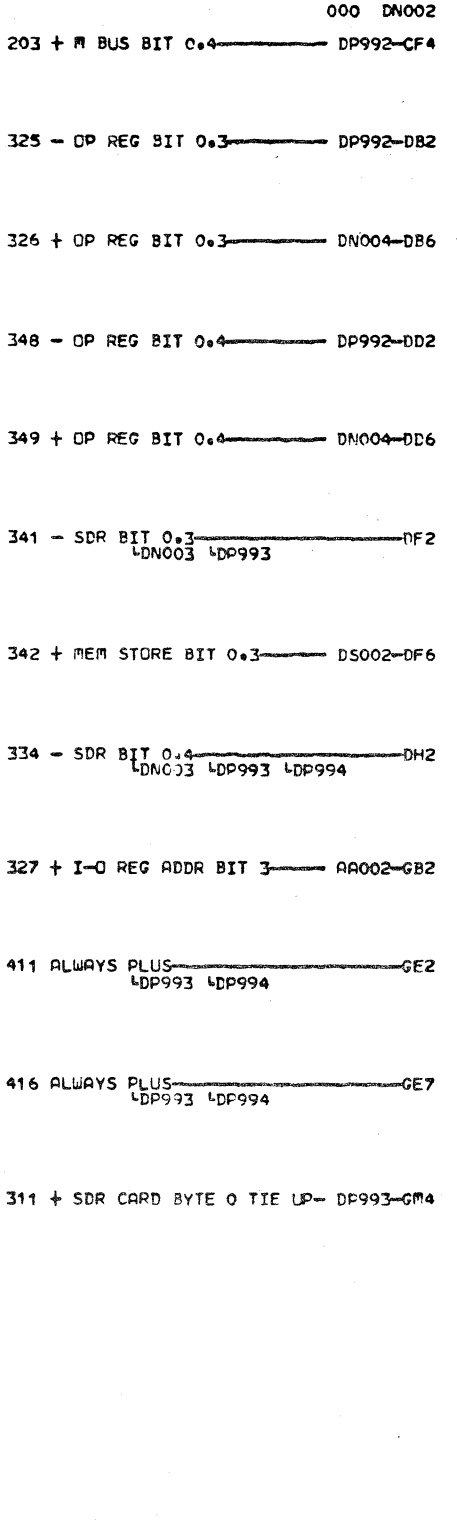 000 DN002
203 + M BUS BIT 0.4 DP992-CF4
325 - OP REG BIT 0.3 DP992-DB2
326 + OP REG BIT 0.3 DN004-DB6
348 - OP REG BIT 0.4 DP992-DD2
349 + OP REG BIT 0.4 DN004-DD6
341 - SDR BIT 0.3 DF2
DN003 DP993
342 + MEM STORE BIT 0.3 DS002-DF6
334 - SDR BIT 0.4 DH2
DN003 DP993 DP994
327 + I-O REG ADDR BIT 3 AA002-GB2
411 ALWAYS PLUS GE2
DP993 DP994
416 ALWAYS PLUS GE7
DP993 DP994
311 + SDR CARD BYTE 0 TIE UP- DP993-GM4